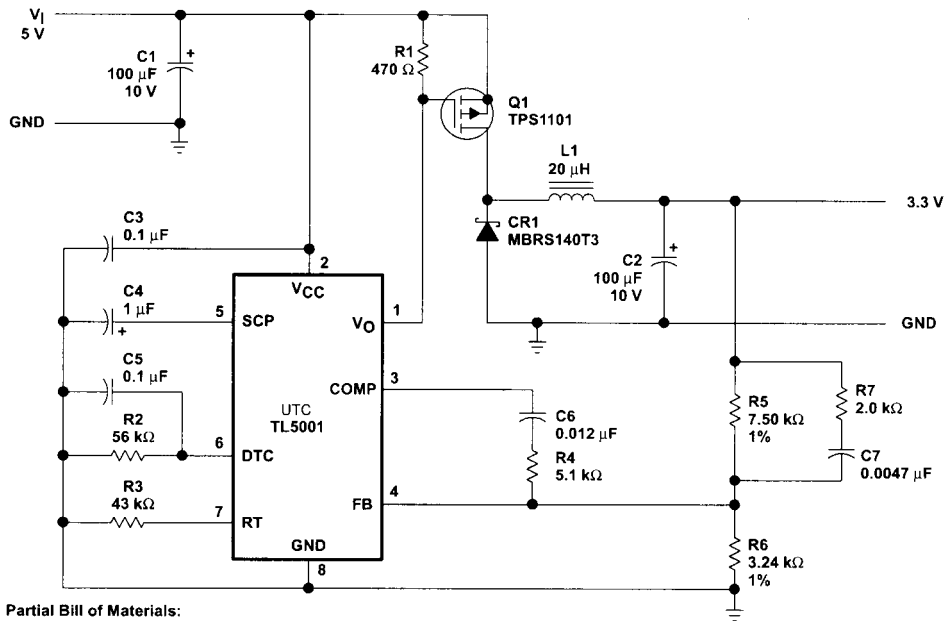 V_I
5 V
C1
100 μF
10 V
+
GND
R1
470 Ω
Q1
TPS1101
L1
20 μH
3.3 V
CR1
MBRS140T3
C2
100 μF
10 V
+
GND
C3
0.1 μF
C4
1 μF
+
C5
0.1 μF
R2
56 kΩ
R3
43 kΩ
2
V_CC
5
SCP
1
V_O
3
COMP
UTC
TL5001
6
DTC
4
FB
7
RT
GND
8
C6
0.012 μF
R4
5.1 kΩ
R5
7.50 kΩ
1%
R7
2.0 kΩ
C7
0.0047 μF
R6
3.24 kΩ
1%
Partial Bill of Materials: